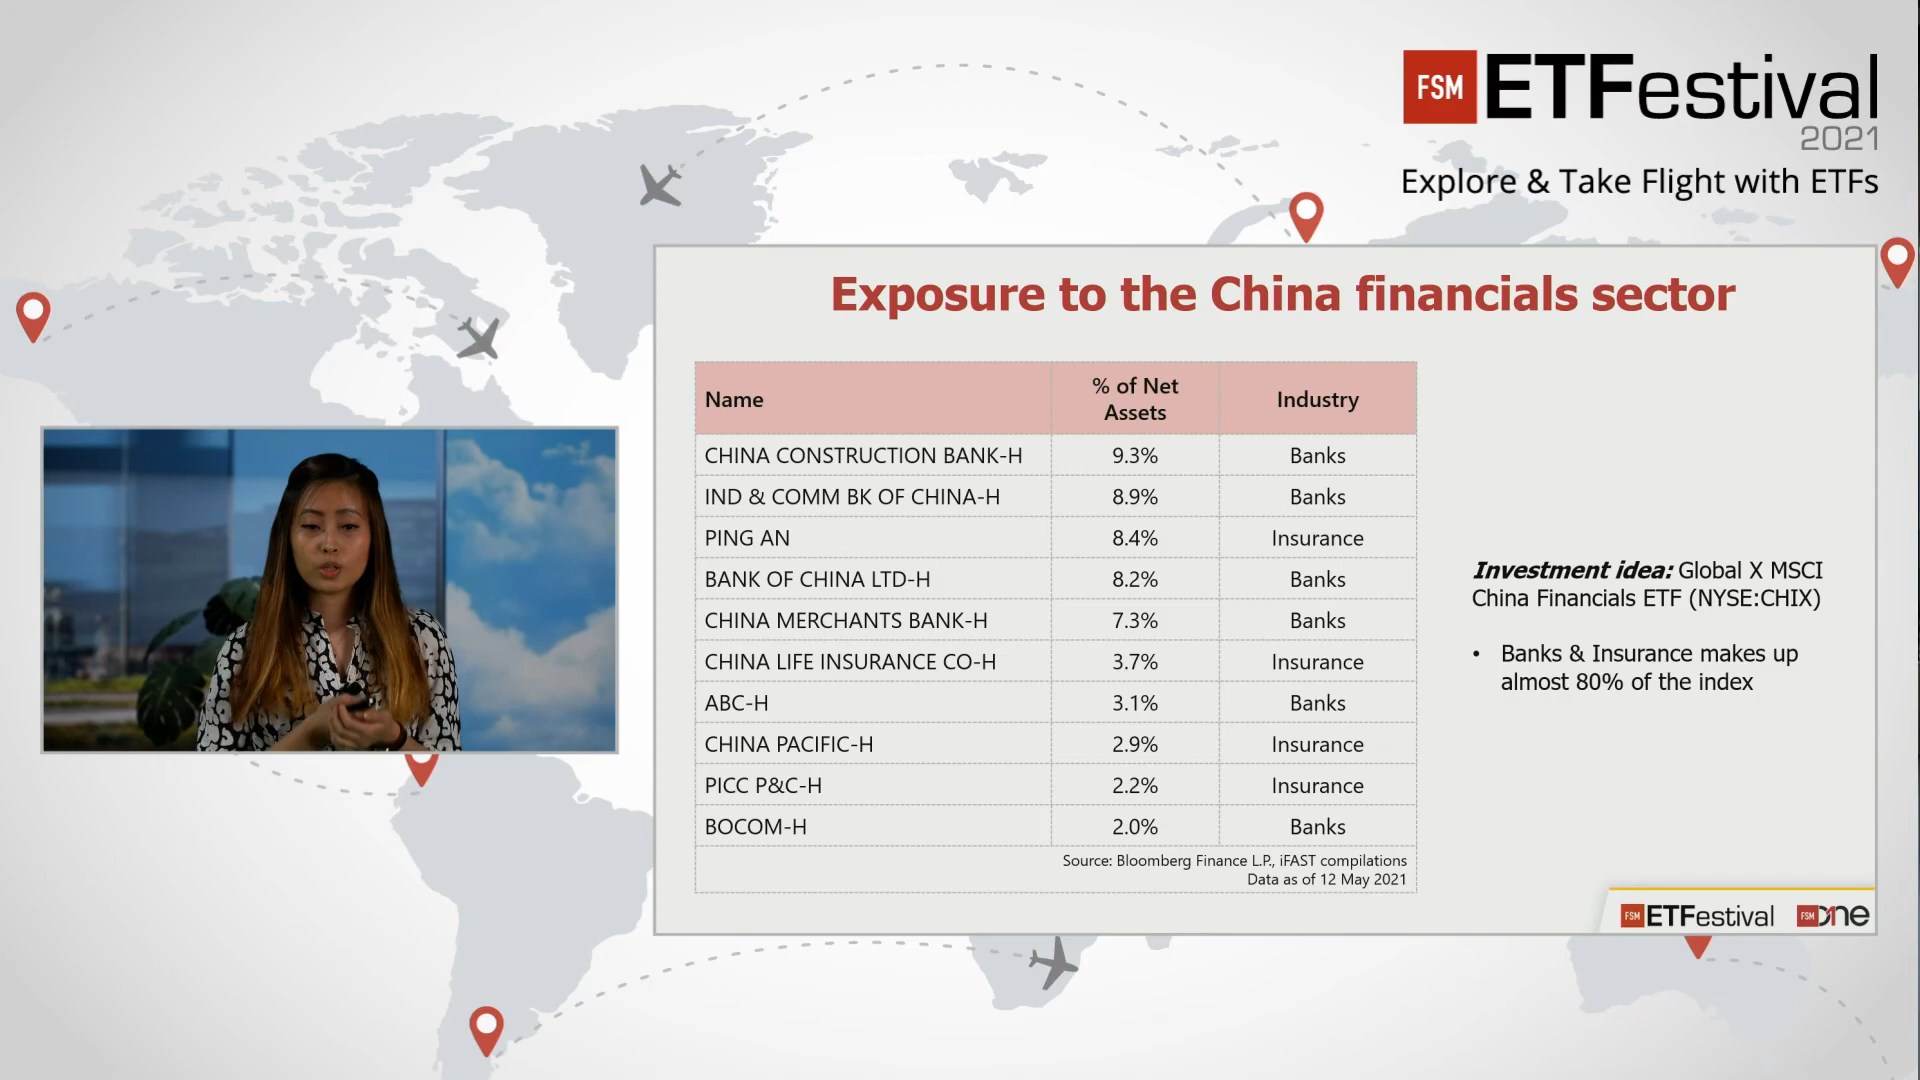 FSM ETFestival
2021
Explore & Take Flight with ETFs
Exposure to the China financials sector
Name % of Net Assets Industry
CHINA CONSTRUCTION BANK-H 9.3% Banks
IND & COMM BK OF CHINA-H 8.9% Banks
PING AN 8.4% Insurance
BANK OF CHINA LTD-H 8.2% Banks
CHINA MERCHANTS BANK-H 7.3% Banks
CHINA LIFE INSURANCE CO-H 3.7% Insurance
ABC-H 3.1% Banks
CHINA PACIFIC-H 2.9% Insurance
PICC P&C-H 2.2% Insurance
BOCOM-H 2.0% Banks
Source: Bloomberg Finance L.P., iFAST compilations
Data as of 12 May 2021
Investment idea: Global X MSCI
China Financials ETF (NYSE:CHIX)
• Banks & Insurance makes up
almost 80% of the index
FSM ETFestival FSM One